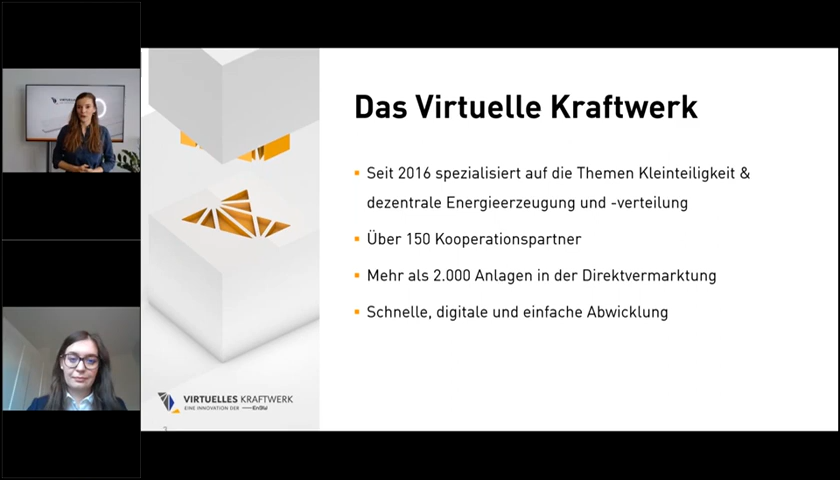 Das Virtuelle Kraftwerk
Seit 2016 spezialisiert auf die Themen Kleinteiligkeit &
dezentrale Energieerzeugung und -verteilung
Über 150 Kooperationspartner
Mehr als 2.000 Anlagen in der Direktvermarktung
Schnelle, digitale und einfache Abwicklung
VIRTUELLES KRAFTWERK
EINE INNOVATION DER EnBW